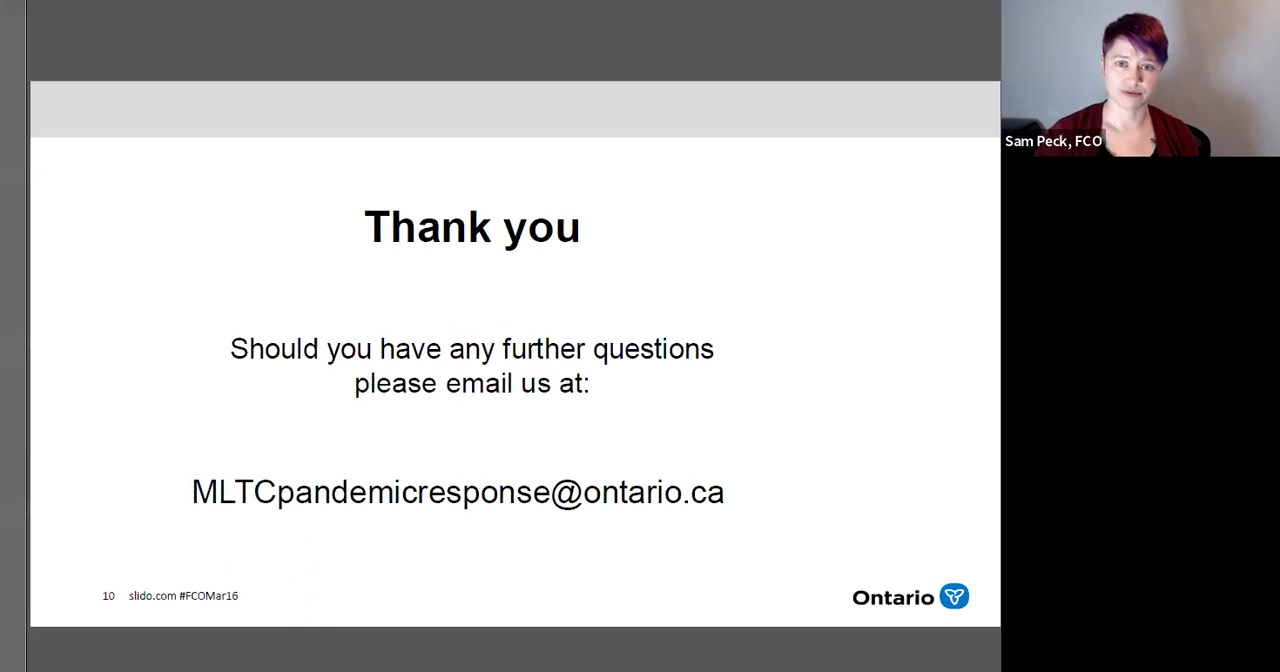 Sam Peck, FCO
Thank you
Should you have any further questions
please email us at:
MLTCpandemicresponse@ontario.ca
10 slido.com #FCOMar16
Ontario